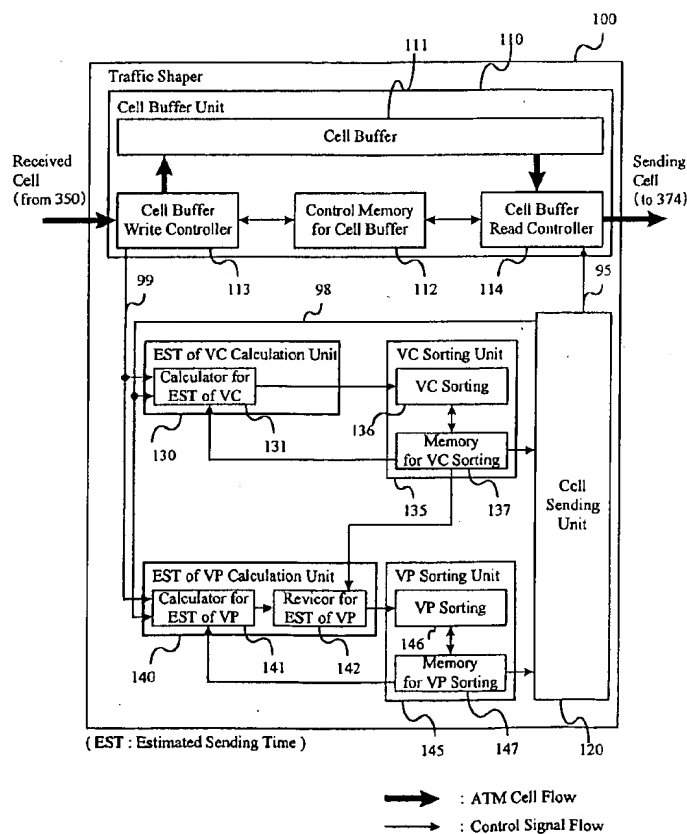 100
111
110
Traffic Shaper
Cell Buffer Unit
Cell Buffer
Received
Cell
(from 350)
Sending
Cell
(to 374)
Cell Buffer
Write Controller
Control Memory
for Cell Buffer
Cell Buffer
Read Controller
99
113
98
112
114
95
EST of VC Calculation Unit
Calculator for
EST of VC
130
131
VC Sorting Unit
VC Sorting
136
Memory
for VC Sorting
135
137
Cell
Sending
Unit
EST of VP Calculation Unit
Calculator for
EST of VP
Revicor for
EST of VP
140
141
142
VP Sorting Unit
VP Sorting
146
Memory
for VP Sorting
145
147
120
( EST : Estimated Sending Time )
: ATM Cell Flow
: Control Signal Flow